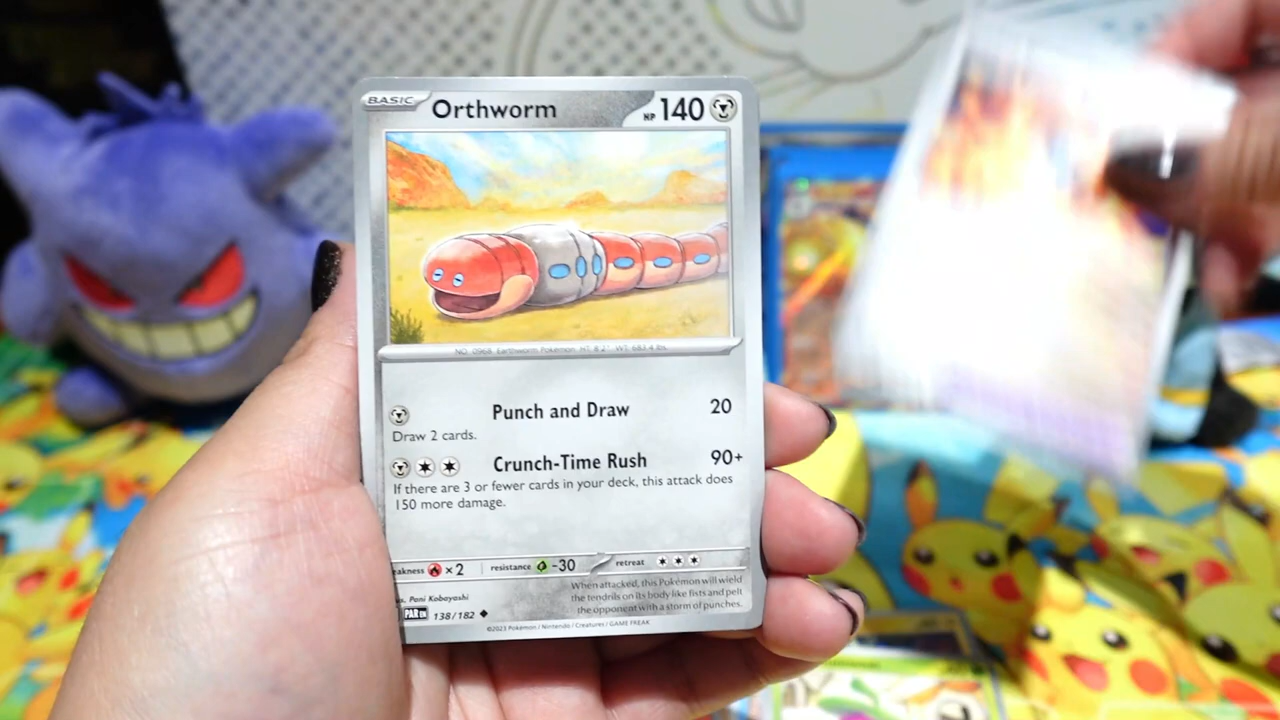 BASIC Orthworm HP 140
NO. 0968 Earthworm Pokémon HT: 8'2" WT: 683.4 lbs.
Punch and Draw 20
Draw 2 cards.
Crunch-Time Rush 90+
If there are 3 or fewer cards in your deck, this attack does
150 more damage.
eakness ×2 resistance -30 retreat
When attacked, this Pokémon will wield
the tendrils on its body like fists and pelt
the opponent with a storm of punches.
s. Pani Kobayashi
PAR EN 138/182
©2023 Pokémon / Nintendo / Creatures / GAME FREAK